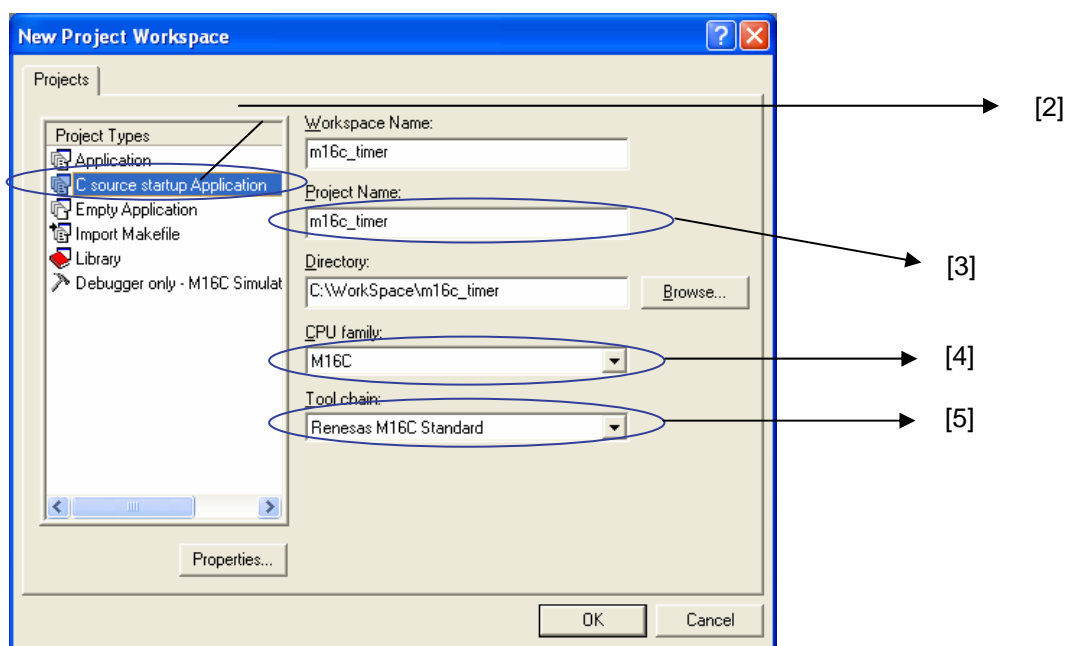 New Project Workspace
Projects
[2]
Project Types
Application
C source startup Application
Empty Application
Import Makefile
Library
Debugger only - M16C Simulat
Workspace Name:
m16c_timer
Project Name:
m16c_timer
[3]
Directory:
C:\WorkSpace\m16c_timer
Browse...
CPU family:
M16C
[4]
Tool chain:
Renesas M16C Standard
[5]
Properties...
OK
Cancel